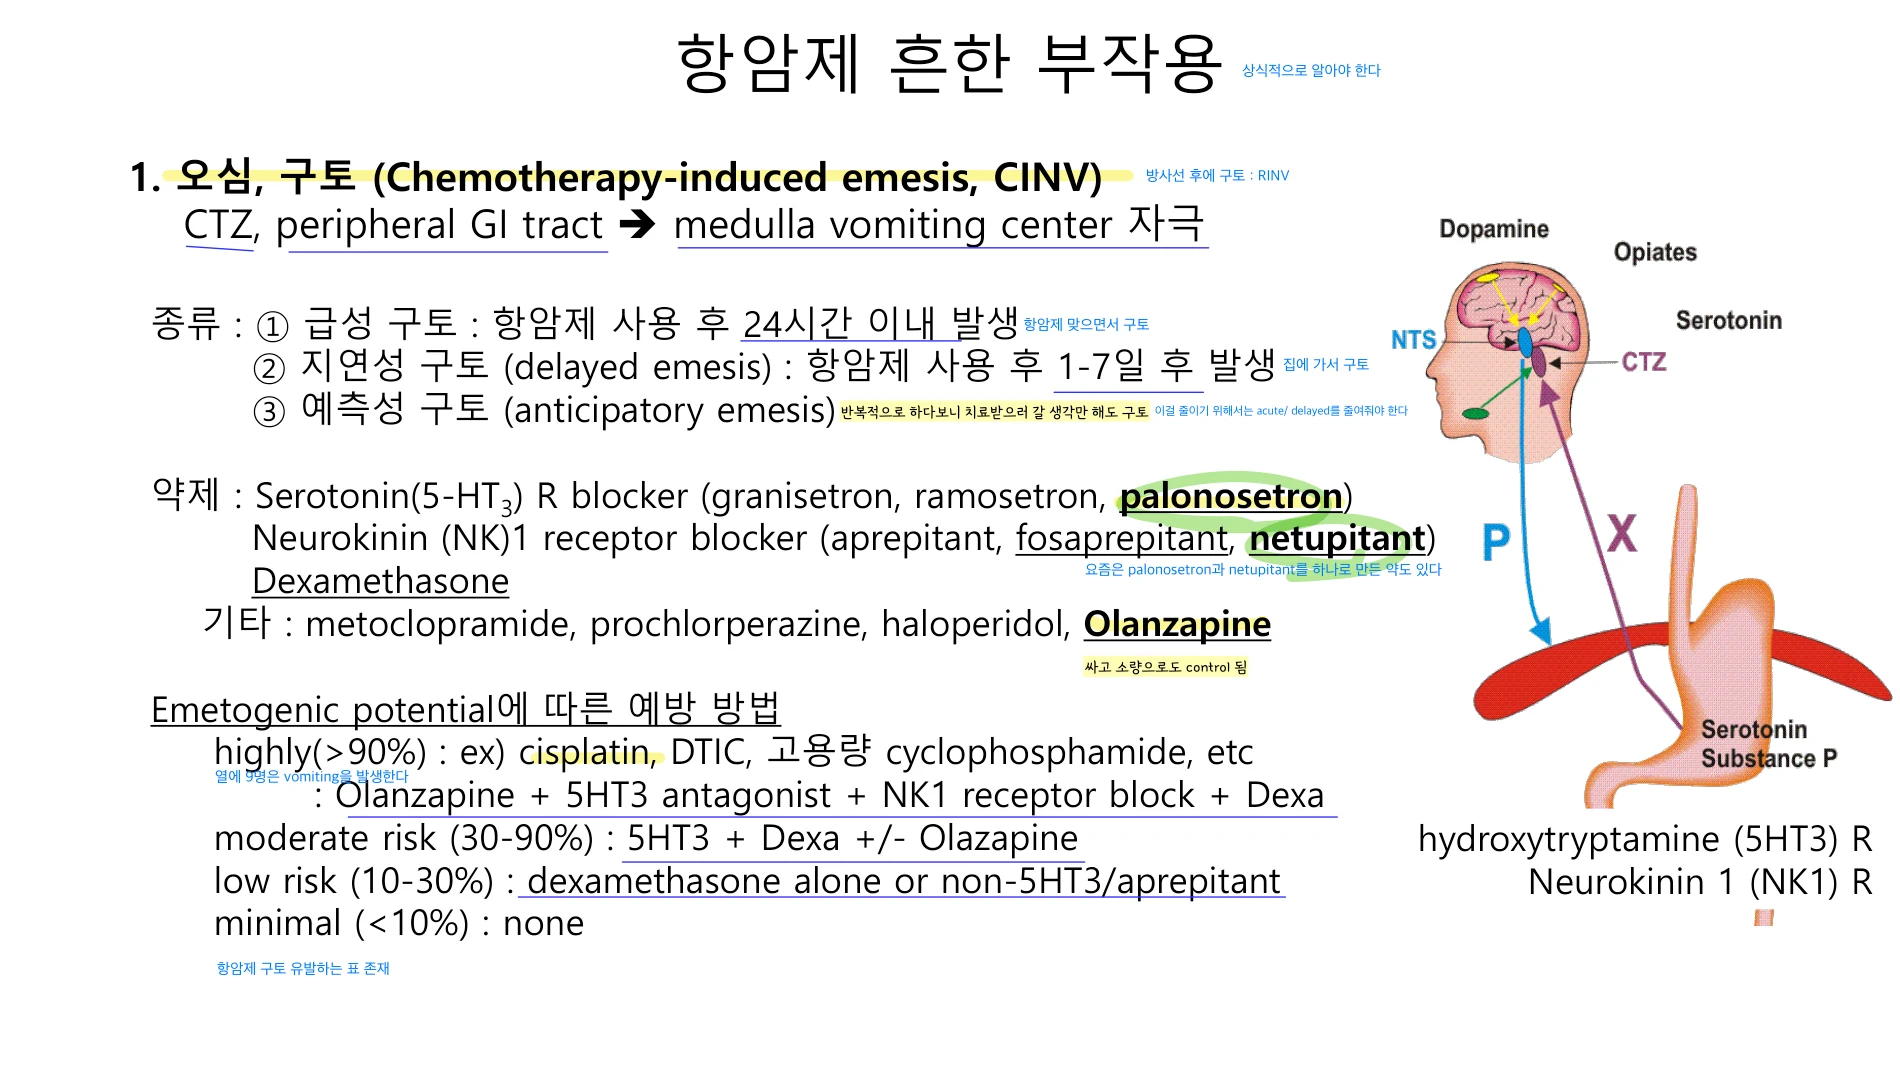 항암제 흔한 부작용 상식적으로 알아야 한다
1. 오심, 구토 (Chemotherapy-induced emesis, CINV) 방사선 후에 구토 : RINV
CTZ, peripheral GI tract ➔ medulla vomiting center 자극
종류 : ① 급성 구토 : 항암제 사용 후 24시간 이내 발생 항암제 맞으면서 구토
② 지연성 구토 (delayed emesis) : 항암제 사용 후 1-7일 후 발생 집에 가서 구토
③ 예측성 구토 (anticipatory emesis) 반복적으로 하다보니 치료받으러 갈 생각만 해도 구토 이걸 줄이기 위해서는 acute/ delayed를 줄여줘야 한다
약제 : Serotonin(5-HT3) R blocker (granisetron, ramosetron, palonosetron)
Neurokinin (NK)1 receptor blocker (aprepitant, fosaprepitant, netupitant)
요즘은 palonosetron과 netupitant를 하나로 만든 약도 있다
Dexamethasone
기타 : metoclopramide, prochlorperazine, haloperidol, Olanzapine
싸고 소량으로도 control 됨
Emetogenic potential에 따른 예방 방법
highly(>90%) : ex) cisplatin, DTIC, 고용량 cyclophosphamide, etc
열에 9명은 vomiting을 발생한다
: Olanzapine + 5HT3 antagonist + NK1 receptor block + Dexa
moderate risk (30-90%) : 5HT3 + Dexa +/- Olazapine
low risk (10-30%) : dexamethasone alone or non-5HT3/aprepitant
minimal (<10%) : none
항암제 구토 유발하는 표 존재
Dopamine
Opiates
Serotonin
NTS
CTZ
P
X
Serotonin
Substance P
hydroxytryptamine (5HT3) R
Neurokinin 1 (NK1) R